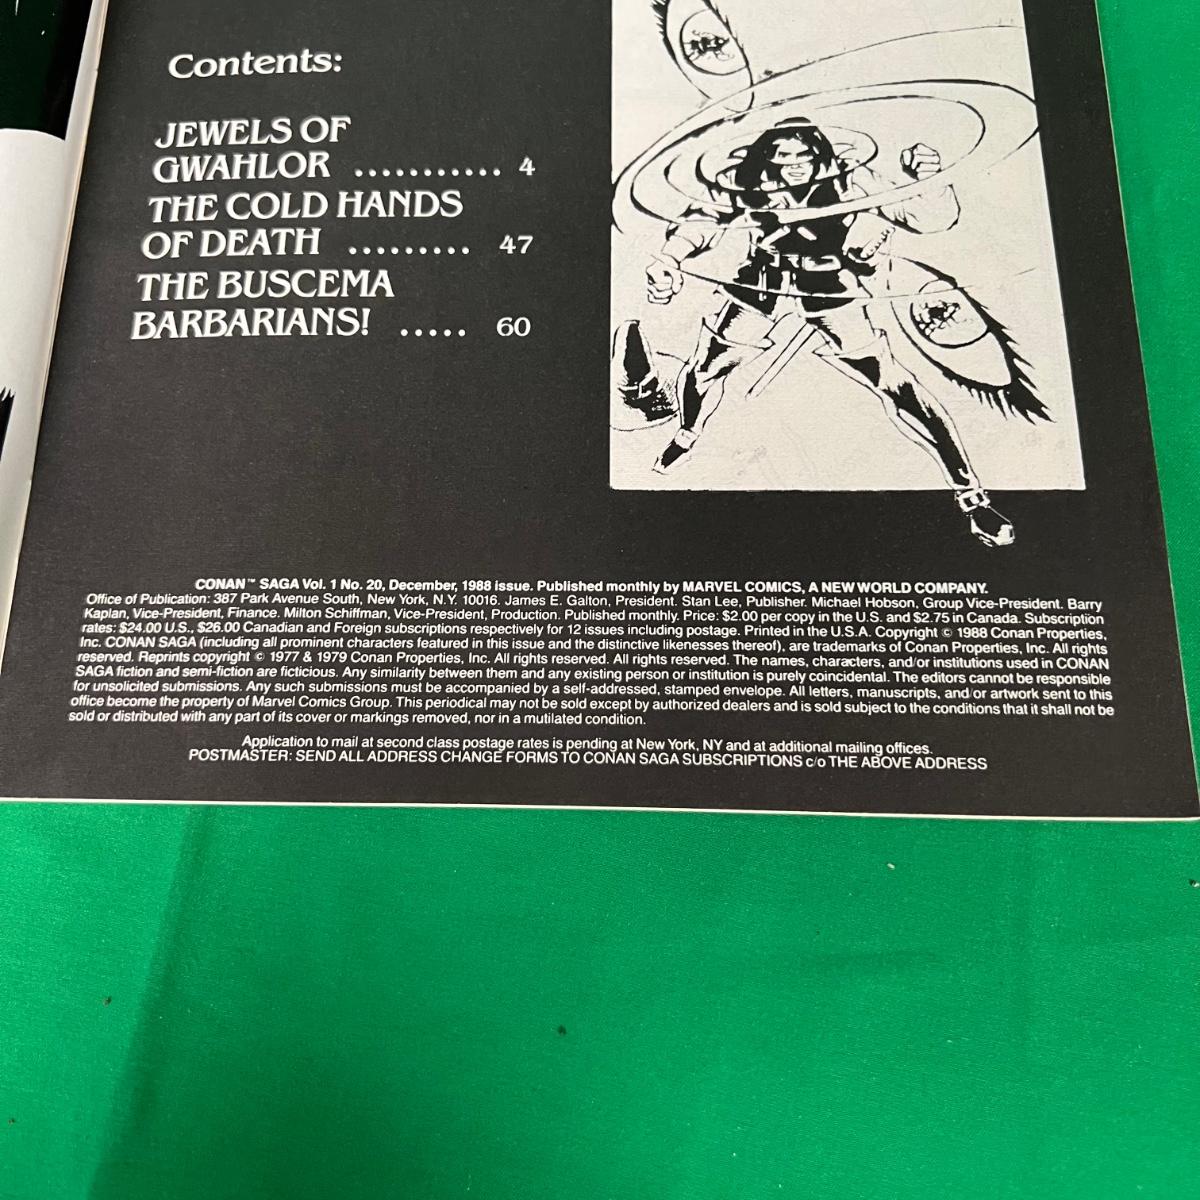 Contents:
JEWELS OF
GWAHLOR ........... 4
THE COLD HANDS
OF DEATH ......... 47
THE BUSCEMA
BARBARIANS! ..... 60
CONAN™ SAGA Vol. 1 No. 20, December, 1988 issue. Published monthly by MARVEL COMICS, A NEW WORLD COMPANY.
Office of Publication: 387 Park Avenue South, New York, N.Y. 10016. James E. Galton, President. Stan Lee, Publisher. Michael Hobson, Group Vice-President. Barry
Kaplan, Vice-President, Finance. Milton Schiffman, Vice-President, Production. Published monthly. Price: $2.00 per copy in the U.S. and $2.75 in Canada. Subscription
rates: $24.00 U.S., $26.00 Canadian and Foreign subscriptions respectively for 12 issues including postage. Printed in the U.S.A. Copyright © 1988 Conan Properties,
Inc. CONAN SAGA (including all prominent characters featured in this issue and the distinctive likenesses thereof), are trademarks of Conan Properties, Inc. All rights
reserved. Reprints copyright © 1977 & 1979 Conan Properties, Inc. All rights reserved. All rights reserved. The names, characters, and/or institutions used in CONAN
SAGA fiction and semi-fiction are ficticious. Any similarity between them and any existing person or institution is purely coincidental. The editors cannot be responsible
for unsolicited submissions. Any such submissions must be accompanied by a self-addressed, stamped envelope. All letters, manuscripts, and/or artwork sent to this
office become the property of Marvel Comics Group. This periodical may not be sold except by authorized dealers and is sold subject to the conditions that it shall not be
sold or distributed with any part of its cover or markings removed, nor in a mutilated condition.
Application to mail at second class postage rates is pending at New York, NY and at additional mailing offices.
POSTMASTER: SEND ALL ADDRESS CHANGE FORMS TO CONAN SAGA SUBSCRIPTIONS c/o THE ABOVE ADDRESS